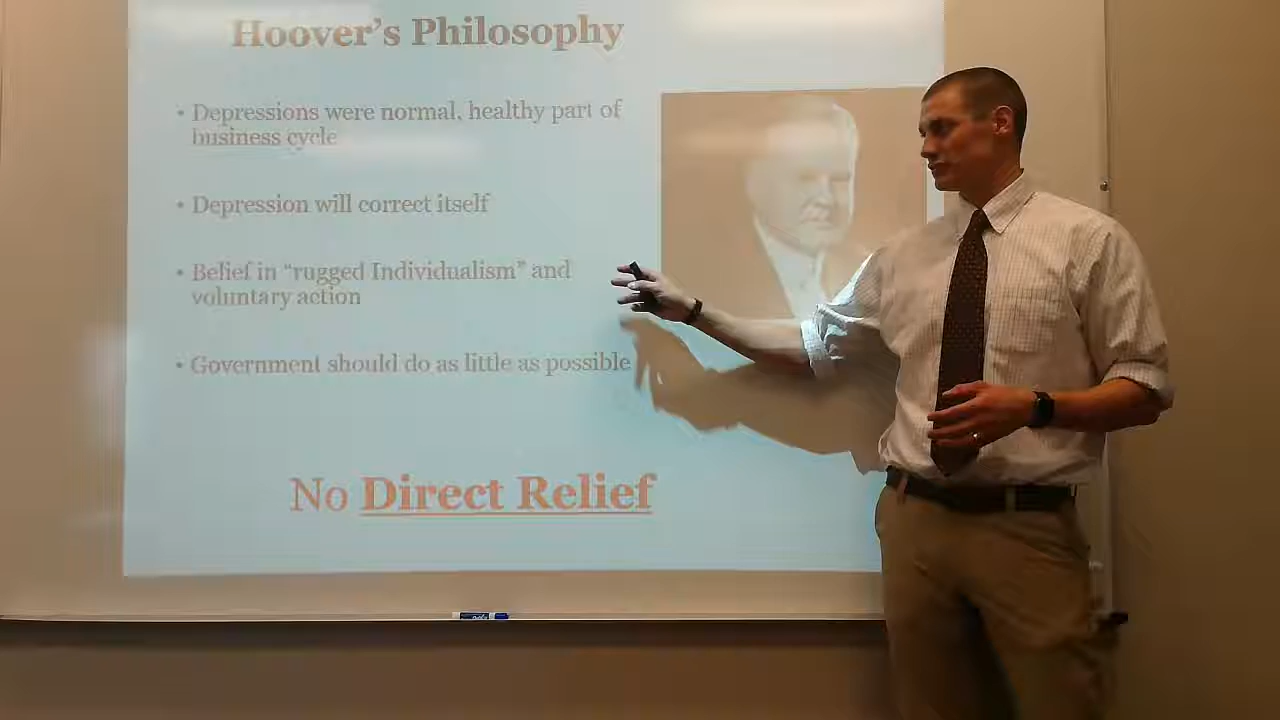 Hoover's Philosophy
• Depressions were normal, healthy part of
business cycle
• Depression will correct itself
• Belief in "rugged Individualism" and
voluntary action
• Government should do as little as possible
No Direct Relief